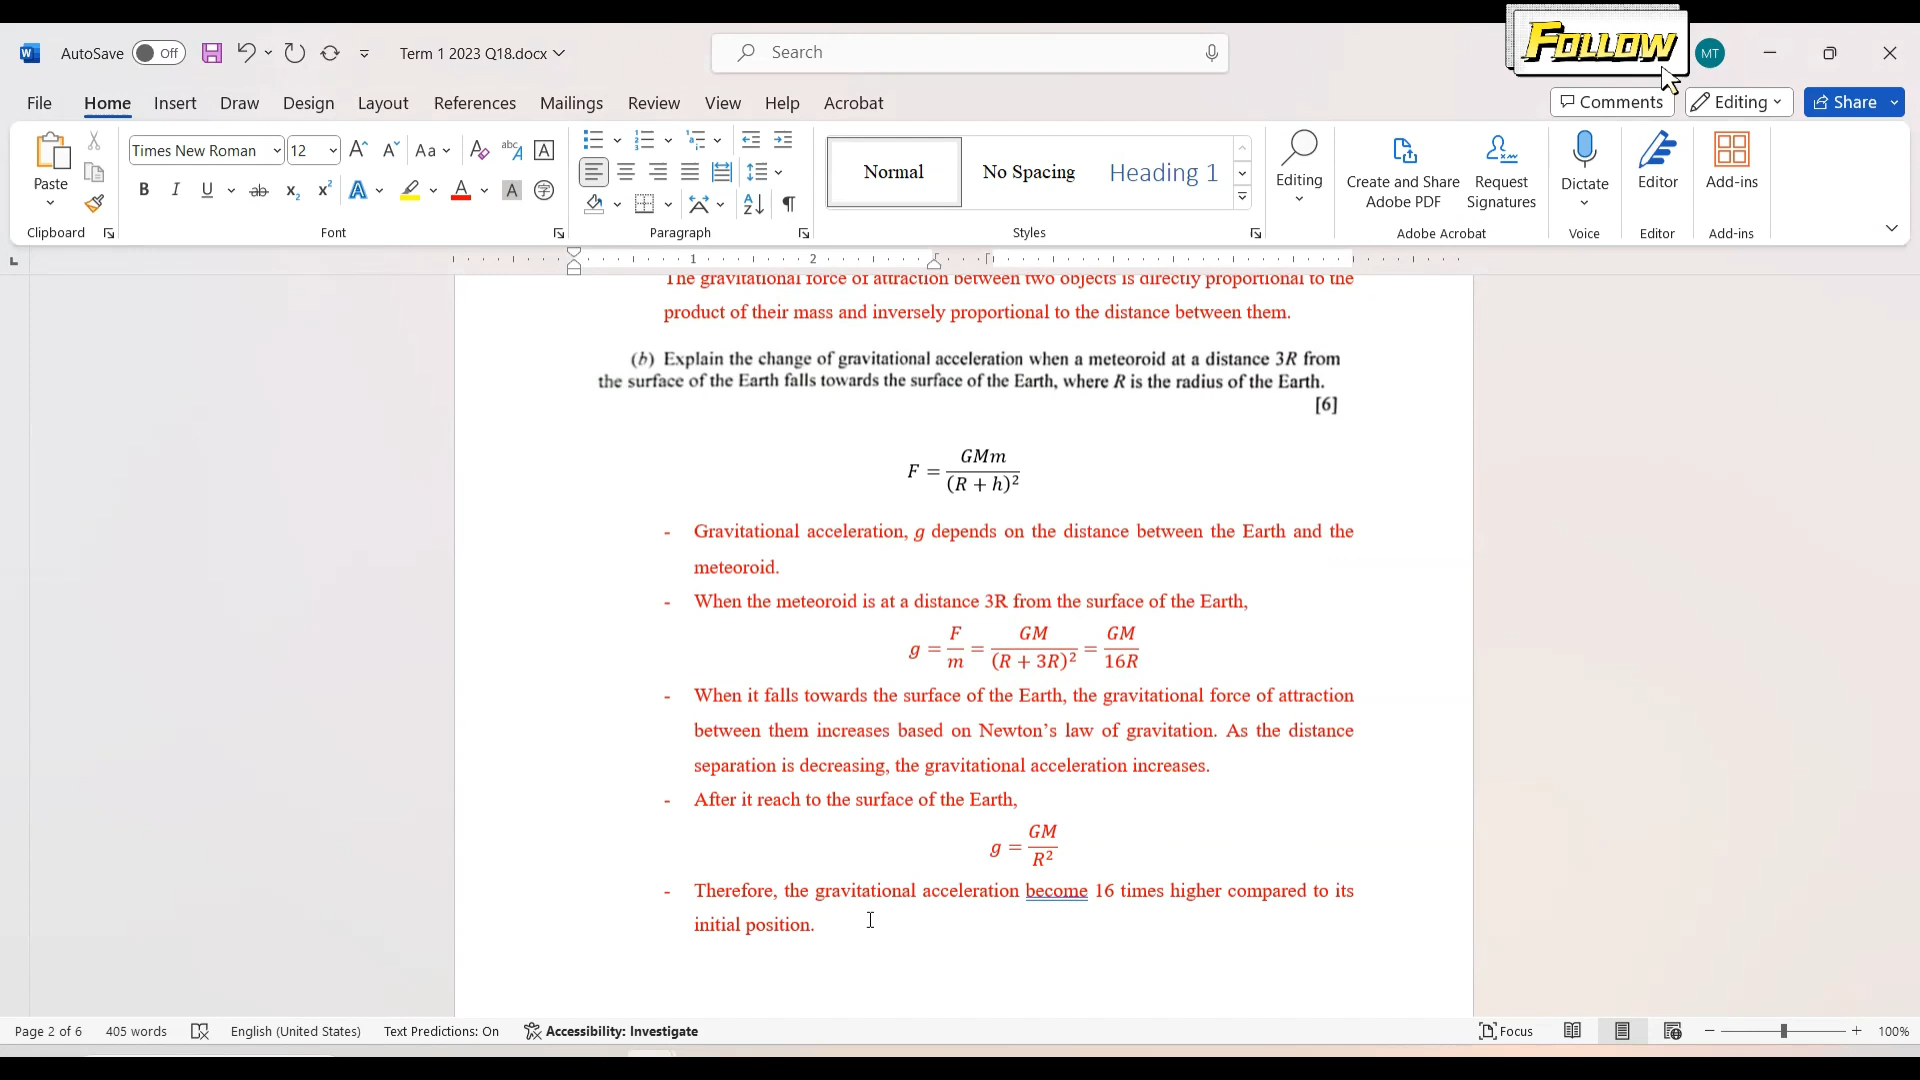 FOLLOW
AutoSave Off Term 1 2023 Q18.docx Search MT
File Home Insert Draw Design Layout References Mailings Review View Help Acrobat Comments Editing Share
Paste Times New Roman 12 Aa abc A
B I U ab x2 x2 A A A 字
Normal No Spacing Heading 1
Editing Create and Share Adobe PDF Request Signatures Dictate Editor Add-ins
Clipboard Font Paragraph Styles Adobe Acrobat Voice Editor Add-ins
1 2
The gravitational force of attraction between two objects is directly proportional to the
product of their mass and inversely proportional to the distance between them.
(b) Explain the change of gravitational acceleration when a meteoroid at a distance 3R from
the surface of the Earth falls towards the surface of the Earth, where R is the radius of the Earth.
[6]
F = GMm / (R + h)²
- Gravitational acceleration, g depends on the distance between the Earth and the
meteoroid.
- When the meteoroid is at a distance 3R from the surface of the Earth,
g = F / m = GM / (R + 3R)² = GM / 16R
- When it falls towards the surface of the Earth, the gravitational force of attraction
between them increases based on Newton’s law of gravitation. As the distance
separation is decreasing, the gravitational acceleration increases.
- After it reach to the surface of the Earth,
g = GM / R²
- Therefore, the gravitational acceleration become 16 times higher compared to its
initial position.
Page 2 of 6 405 words English (United States) Text Predictions: On Accessibility: Investigate Focus 100%